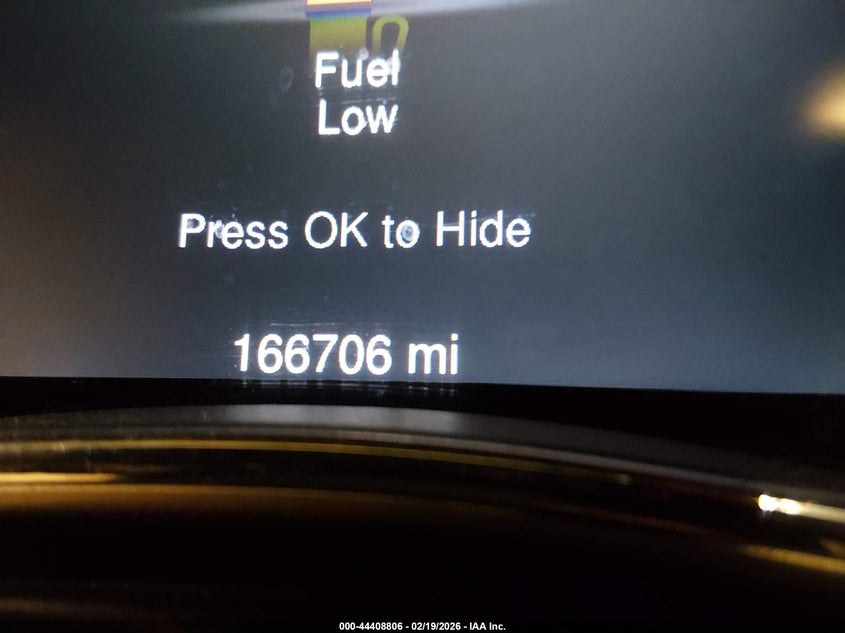 Fuel
Low
Press OK to Hide
166706 mi
000-44408806 - 02/19/2026 - IAA Inc.